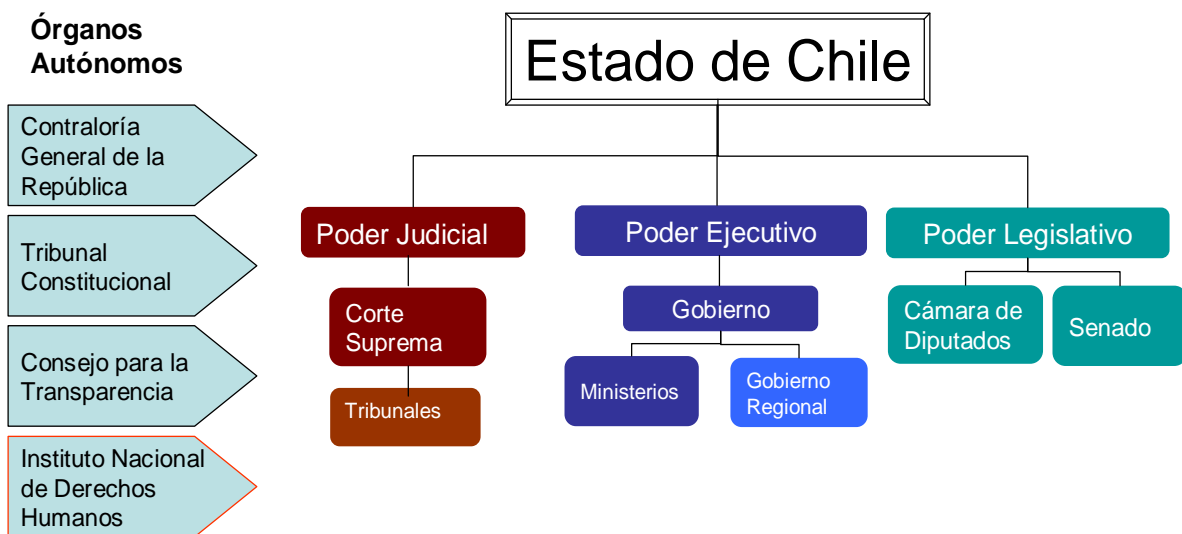 Órganos
Autónomos
Estado de Chile
Contraloría
General de la
República
Tribunal
Constitucional
Consejo para la
Transparencia
Instituto Nacional
de Derechos
Humanos
Poder Judicial
Corte
Suprema
Tribunales
Poder Ejecutivo
Gobierno
Ministerios
Gobierno
Regional
Poder Legislativo
Cámara de
Diputados
Senado